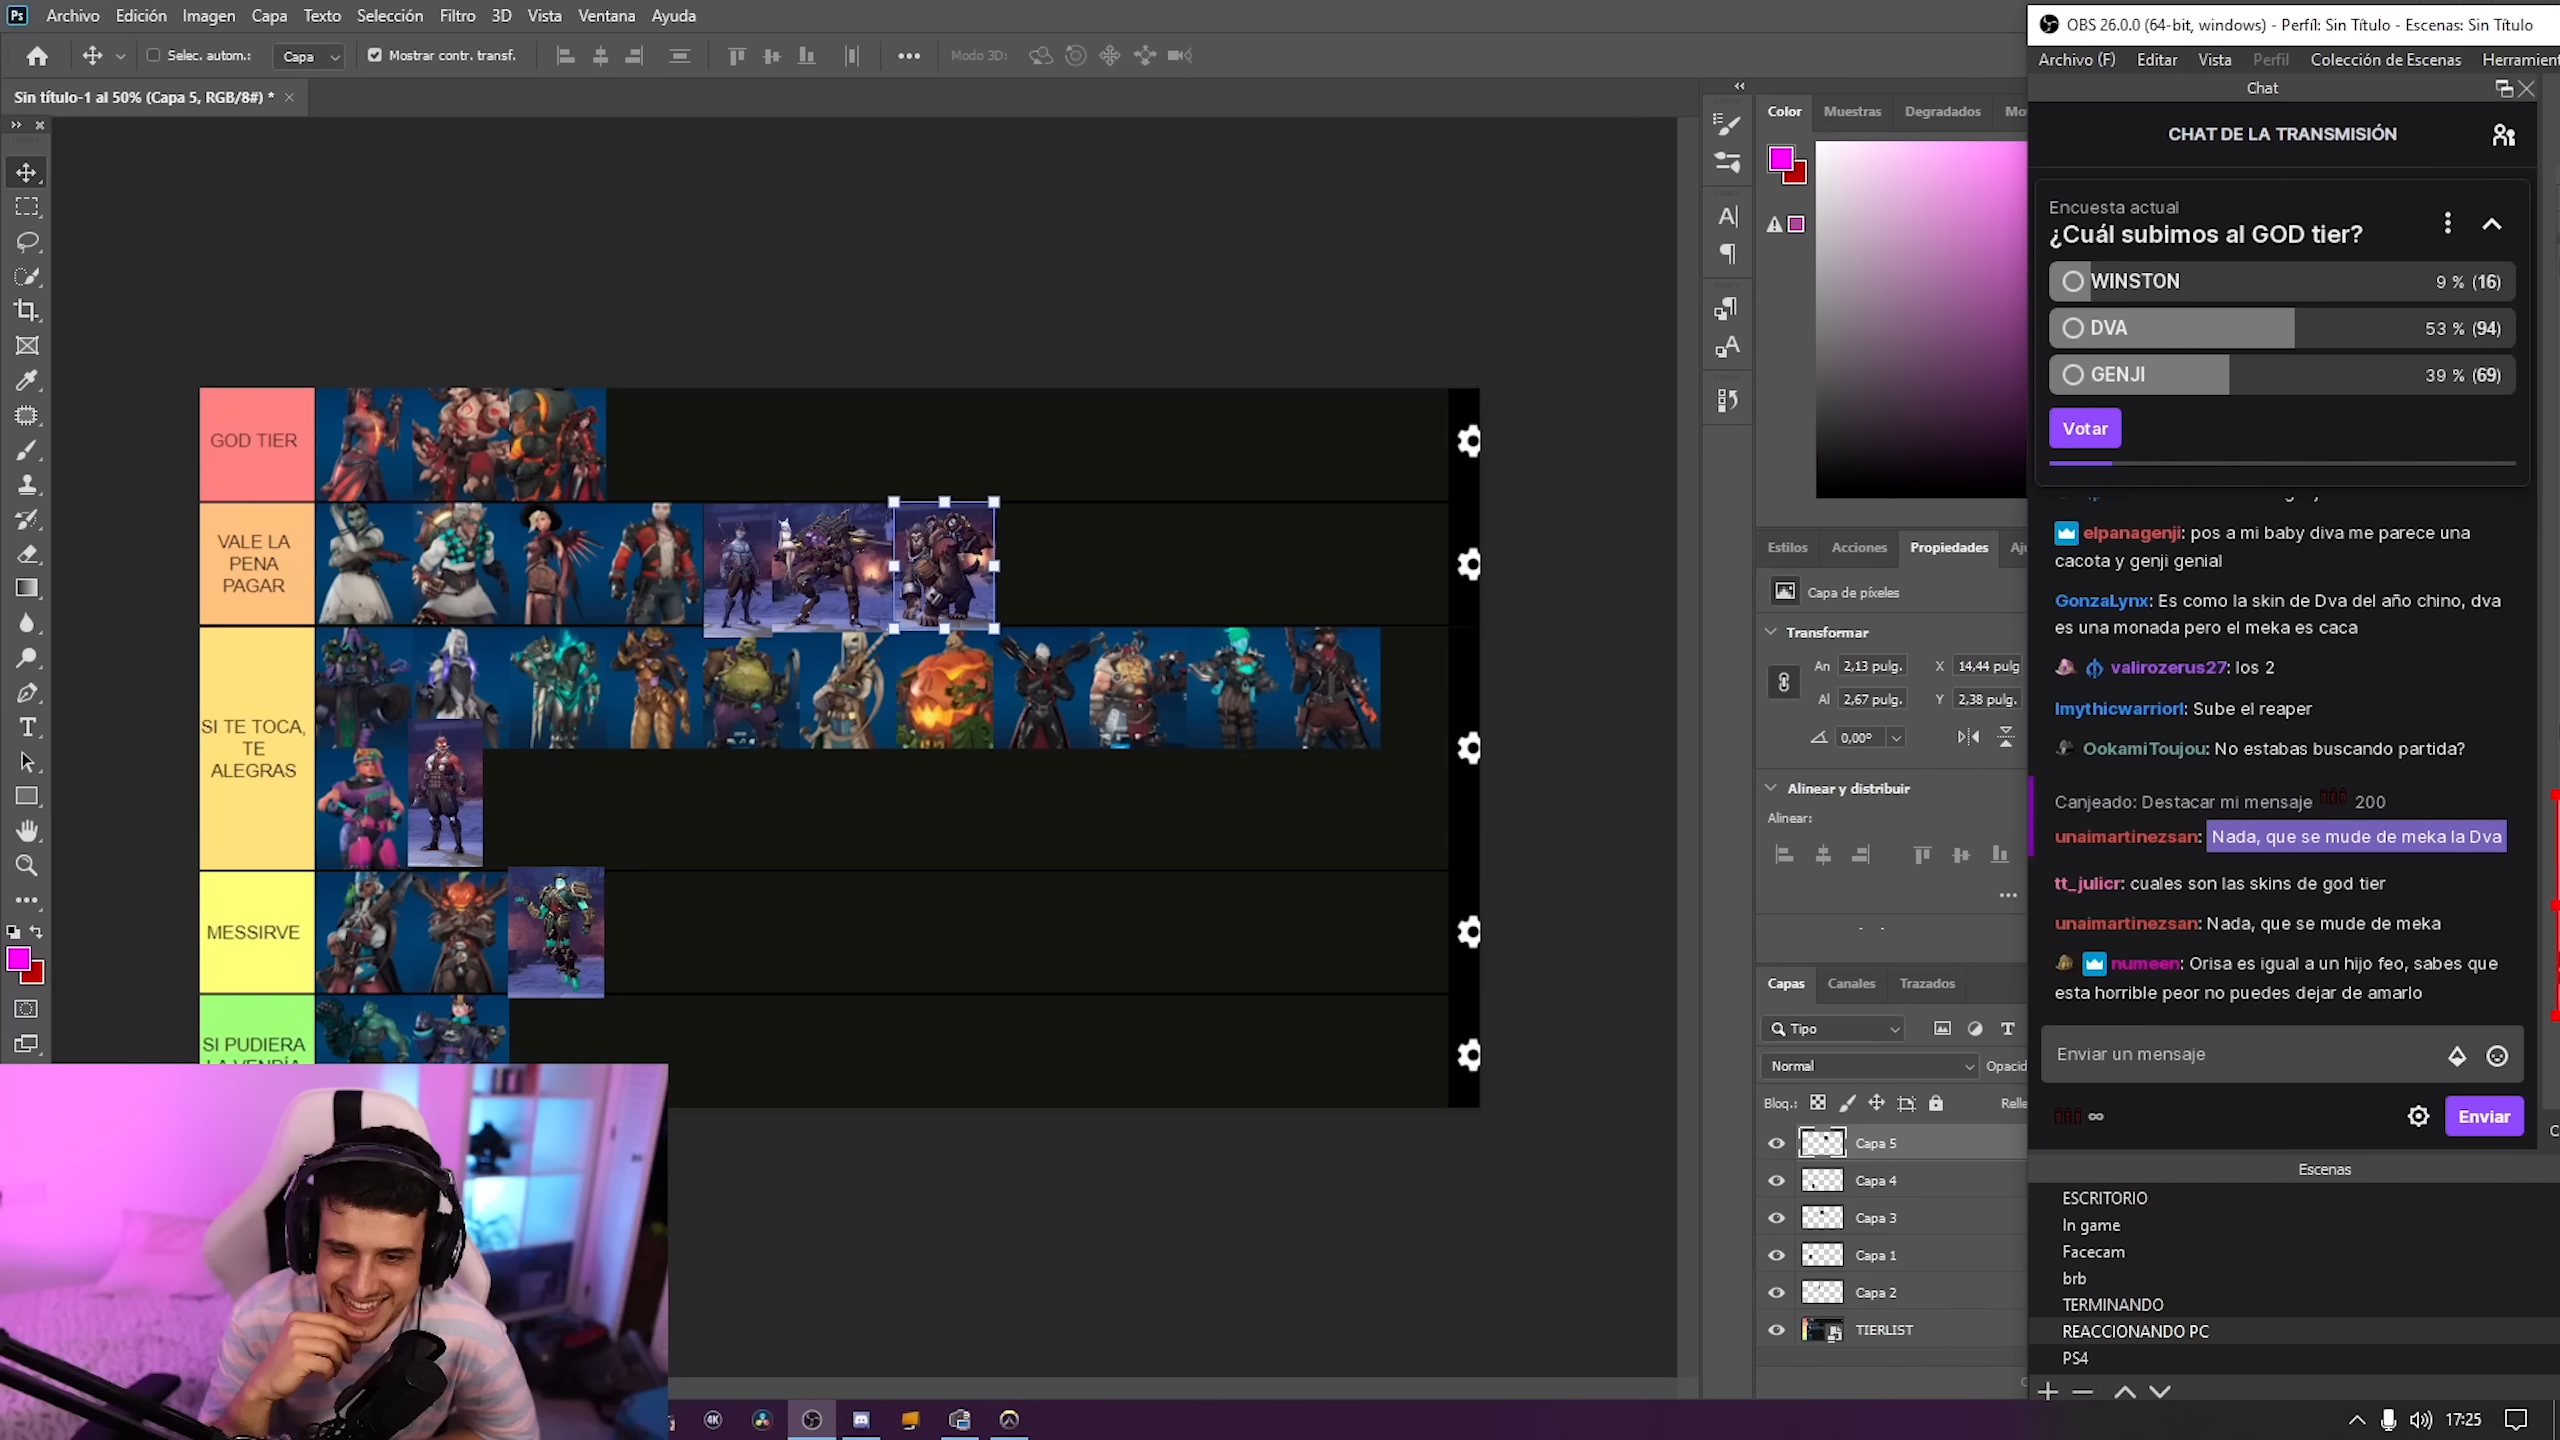 Ps Archivo Edición Imagen Capa Texto Selección Filtro 3D Vista Ventana Ayuda
Selec. autom.: Capa Mostrar contr. transf. Modo 3D:
Sin título-1 al 50% (Capa 5, RGB/8#) *
GOD TIER
VALE LA
PENA
PAGAR
SI TE TOCA,
TE
ALEGRAS
MESSIRVE
SI PUDIERA
LA VENDÍA
Color Muestras Degradados
Estilos Acciones Propiedades
Capa de píxeles
Transformar
An 2,13 pulg. X 14,44 pulg
Al 2,67 pulg. Y 2,38 pulg.
0,00°
Alinear y distribuir
Alinear:
Capas Canales Trazados
Tipo
Normal Opacid
Bloq.: Relle
Capa 5
Capa 4
Capa 3
Capa 1
Capa 2
TIERLIST
OBS 26.0.0 (64-bit, windows) - Perfil: Sin Título - Escenas: Sin Título
Archivo (F) Editar Vista Perfil Colección de Escenas Herramient
Chat
CHAT DE LA TRANSMISIÓN
Encuesta actual
¿Cuál subimos al GOD tier?
WINSTON 9 % (16)
DVA 53 % (94)
GENJI 39 % (69)
Votar
elpanagenji: pos a mi baby diva me parece una
cacota y genji genial
GonzaLynx: Es como la skin de Dva del año chino, dva
es una monada pero el meka es caca
valirozerus27: los 2
Imythicwarriorl: Sube el reaper
OokamiToujou: No estabas buscando partida?
Canjeado: Destacar mi mensaje 200
unaimartinezsan: Nada, que se mude de meka la Dva
tt_julicr: cuales son las skins de god tier
unaimartinezsan: Nada, que se mude de meka
numeen: Orisa es igual a un hijo feo, sabes que
esta horrible peor no puedes dejar de amarlo
Enviar un mensaje
∞ Enviar
Escenas
ESCRITORIO
In game
Facecam
brb
TERMINANDO
REACCIONANDO PC
PS4
4K
17:25